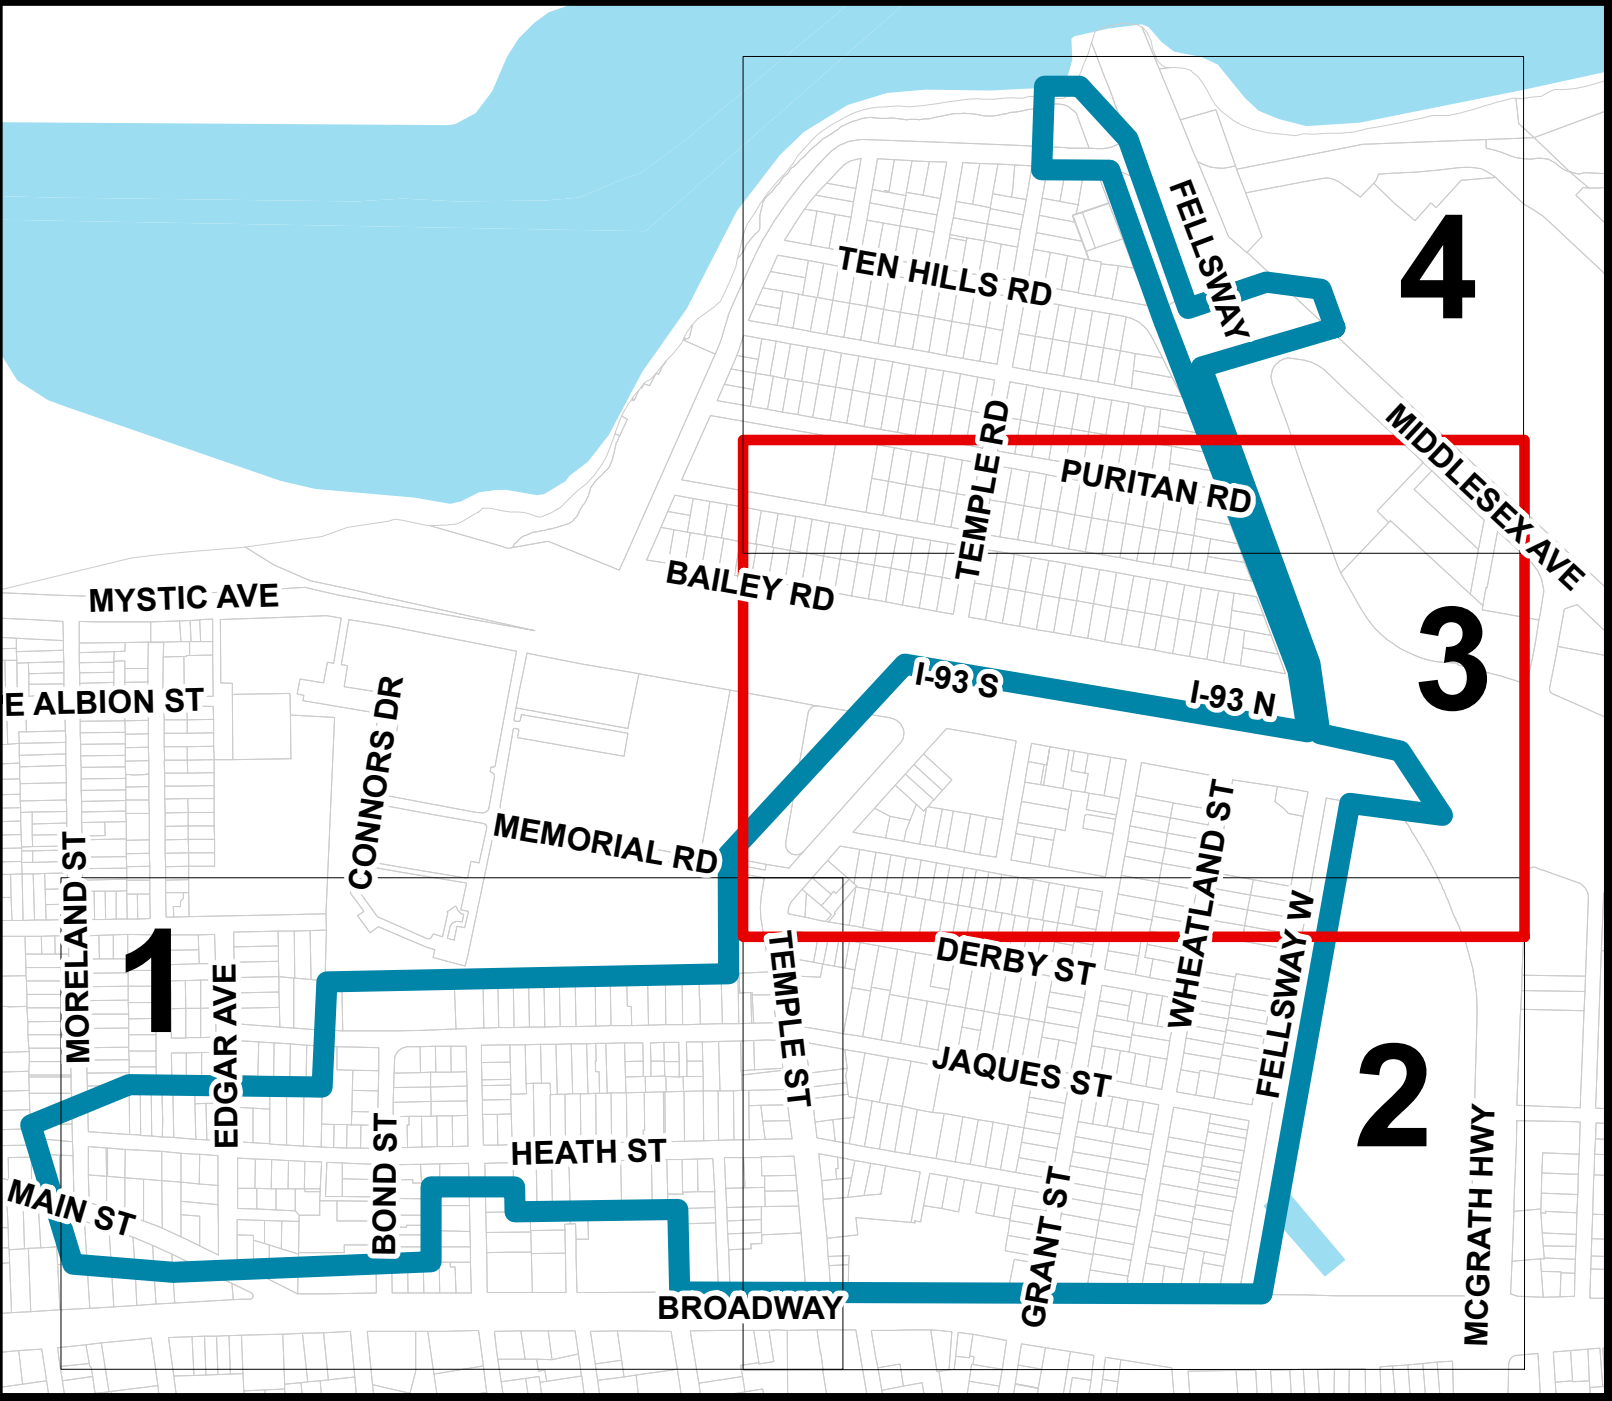 4
FELLSWAY
TEN HILLS RD
MIDDLESEX AVE
TEMPLE RD
PURITAN RD
BAILEY RD
MYSTIC AVE
3
I-93 S
I-93 N
E ALBION ST
CONNORS DR
MEMORIAL RD
WHEATLAND ST
MORELAND ST
1
EDGAR AVE
TEMPLE ST
DERBY ST
FELLSWAY W
JAQUES ST
2
BOND ST
HEATH ST
MAIN ST
GRANT ST
MCGRATH HWY
BROADWAY